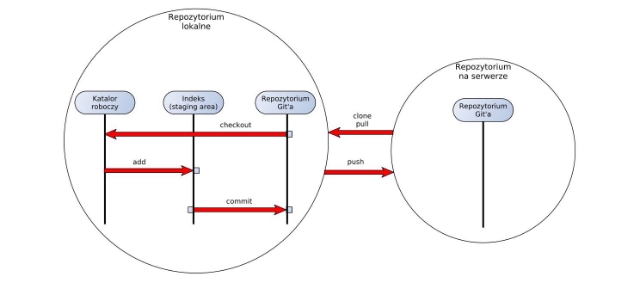 Repozytorium
lokalne
Katalor
roboczy
Indeks
(staging area)
Repozytorium
Git'a
checkout
add
commit
clone
pull
push
Repozytorium
na serwerze
Repozytorium
Git'a